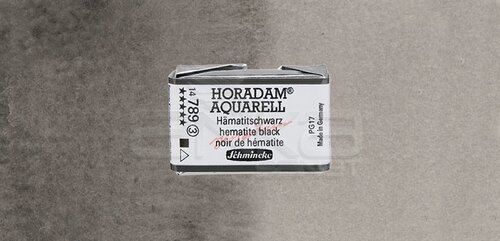 HORADAM®
AQUARELL
Hämatitschwarz
hematite black
noir de hématite
Schmincke
14 789 3
★★★★★
PG17
Made in Germany